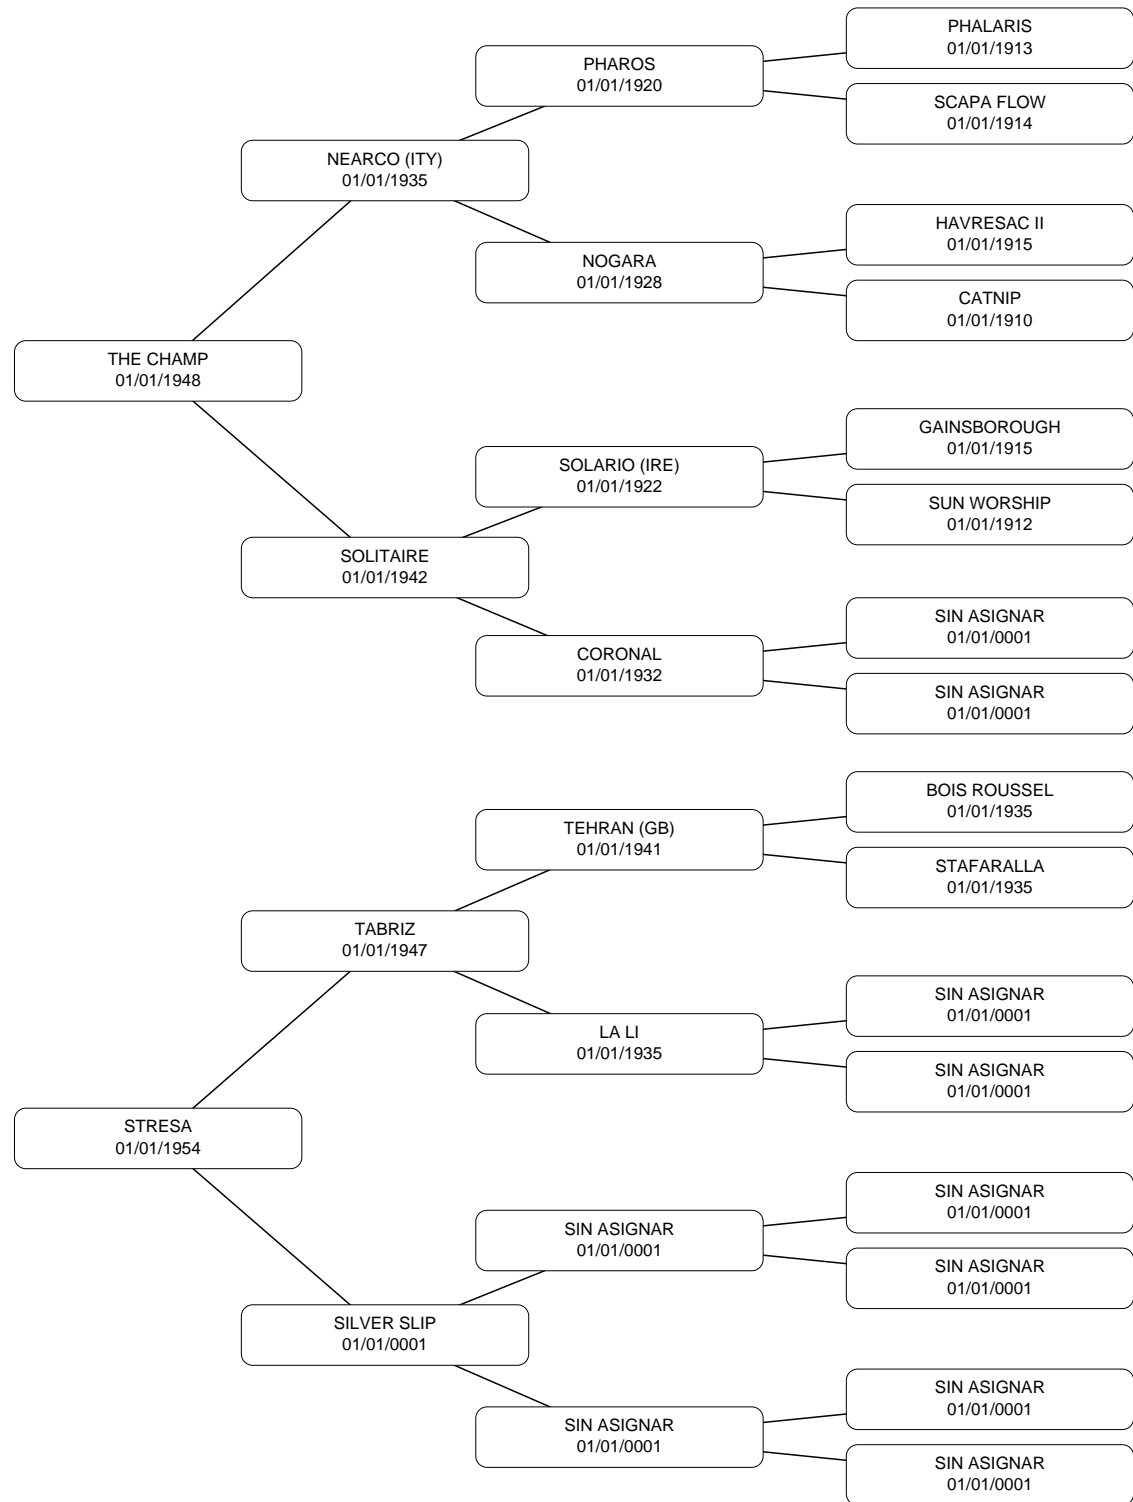 PHALARIS
01/01/1913
PHAROS
01/01/1920
SCAPA FLOW
01/01/1914
NEARCO (ITY)
01/01/1935
HAVRESAC II
01/01/1915
NOGARA
01/01/1928
CATNIP
01/01/1910
THE CHAMP
01/01/1948
GAINSBOROUGH
01/01/1915
SOLARIO (IRE)
01/01/1922
SUN WORSHIP
01/01/1912
SOLITAIRE
01/01/1942
SIN ASIGNAR
01/01/0001
CORONAL
01/01/1932
SIN ASIGNAR
01/01/0001
BOIS ROUSSEL
01/01/1935
TEHRAN (GB)
01/01/1941
STAFARALLA
01/01/1935
TABRIZ
01/01/1947
SIN ASIGNAR
01/01/0001
LA LI
01/01/1935
SIN ASIGNAR
01/01/0001
STRESA
01/01/1954
SIN ASIGNAR
01/01/0001
SIN ASIGNAR
01/01/0001
SIN ASIGNAR
01/01/0001
SILVER SLIP
01/01/0001
SIN ASIGNAR
01/01/0001
SIN ASIGNAR
01/01/0001
SIN ASIGNAR
01/01/0001